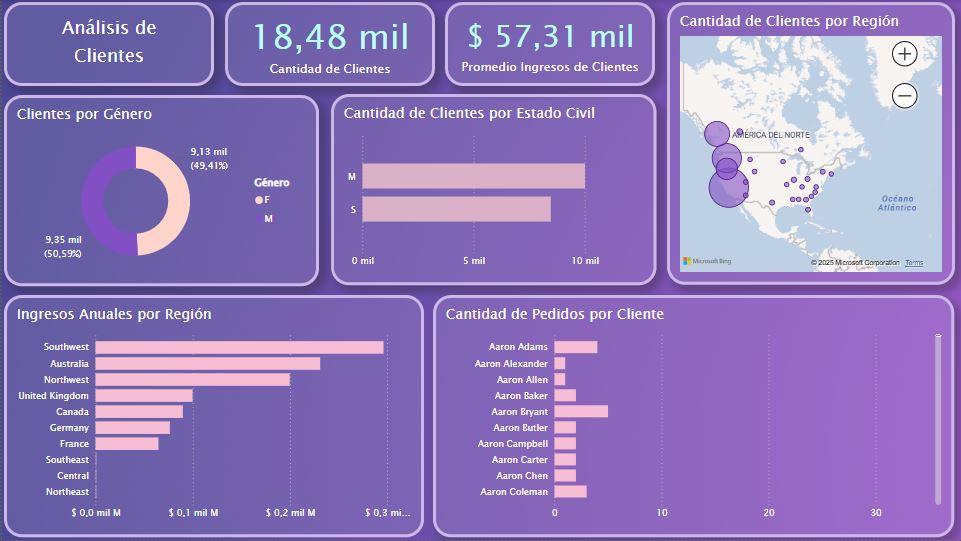 Análisis de
Clientes
18,48 mil
Cantidad de Clientes
$ 57,31 mil
Promedio Ingresos de Clientes
Cantidad de Clientes por Región
AMÉRICA DEL NORTE
Océano
Atlántico
Microsoft Bing
© 2025 Microsoft Corporation Terms
Clientes por Género
9,13 mil
(49,41%)
9,35 mil
(50,59%)
Género
F
M
Cantidad de Clientes por Estado Civil
M
S
0 mil
5 mil
10 mil
Ingresos Anuales por Región
Southwest
Australia
Northwest
United Kingdom
Canada
Germany
France
Southeast
Central
Northeast
$ 0,0 mil M
$ 0,1 mil M
$ 0,2 mil M
$ 0,3 mi...
Cantidad de Pedidos por Cliente
Aaron Adams
Aaron Alexander
Aaron Allen
Aaron Baker
Aaron Bryant
Aaron Butler
Aaron Campbell
Aaron Carter
Aaron Chen
Aaron Coleman
0
10
20
30